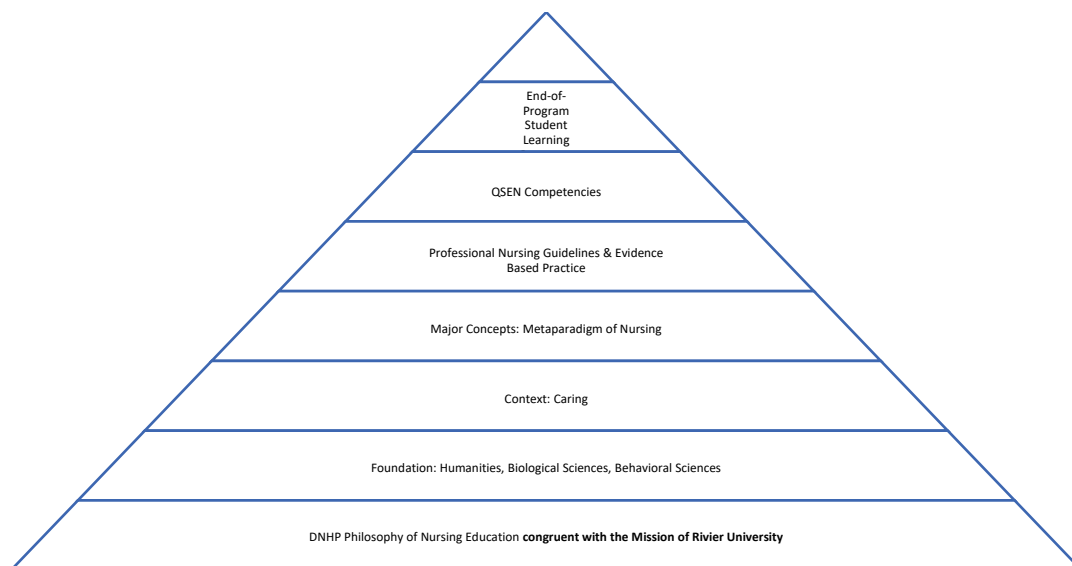 End-of-
Program
Student
Learning
QSEN Competencies
Professional Nursing Guidelines & Evidence
Based Practice
Major Concepts: Metaparadigm of Nursing
Context: Caring
Foundation: Humanities, Biological Sciences, Behavioral Sciences
DNHP Philosophy of Nursing Education congruent with the Mission of Rivier University